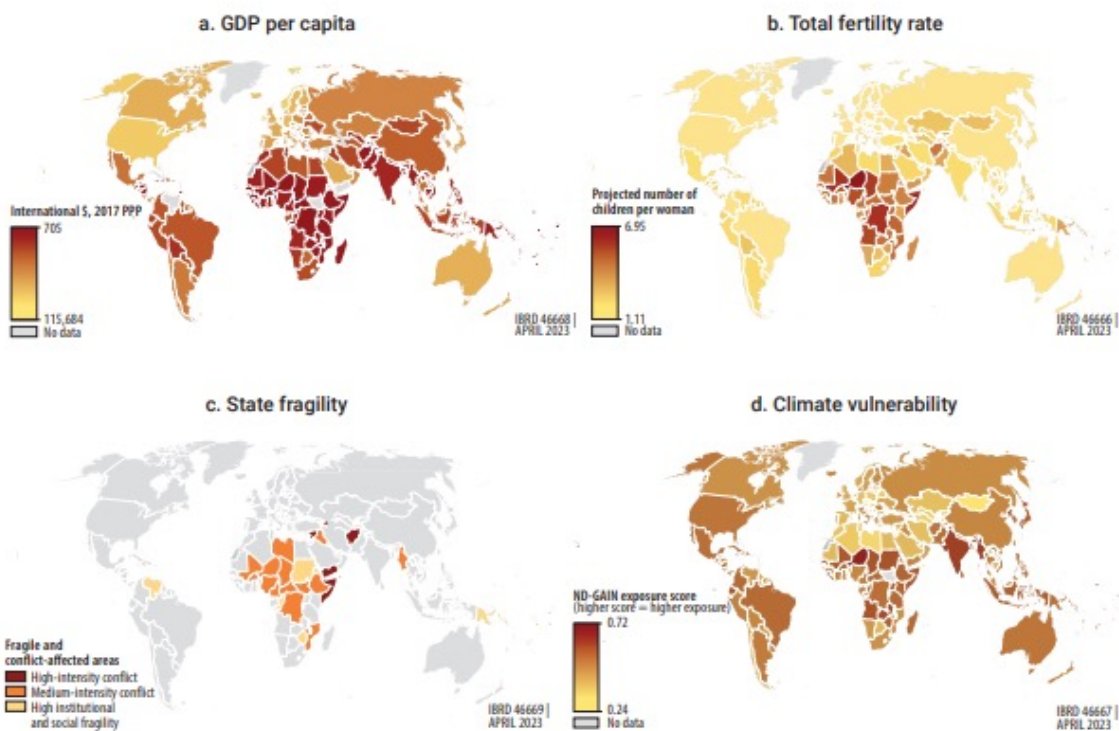 a. GDP per capita
International $, 2017 PPP
705
115,684
No data
IBRD 46668 |
APRIL 2023
b. Total fertility rate
Projected number of
children per woman
6.95
1.11
No data
IBRD 46666 |
APRIL 2023
c. State fragility
Fragile and
conflict-affected areas
High-intensity conflict
Medium-intensity conflict
High institutional
and social fragility
IBRD 46669 |
APRIL 2023
d. Climate vulnerability
ND-GAIN exposure score
(higher score = higher exposure)
0.72
0.24
No data
IBRD 46667 |
APRIL 2023